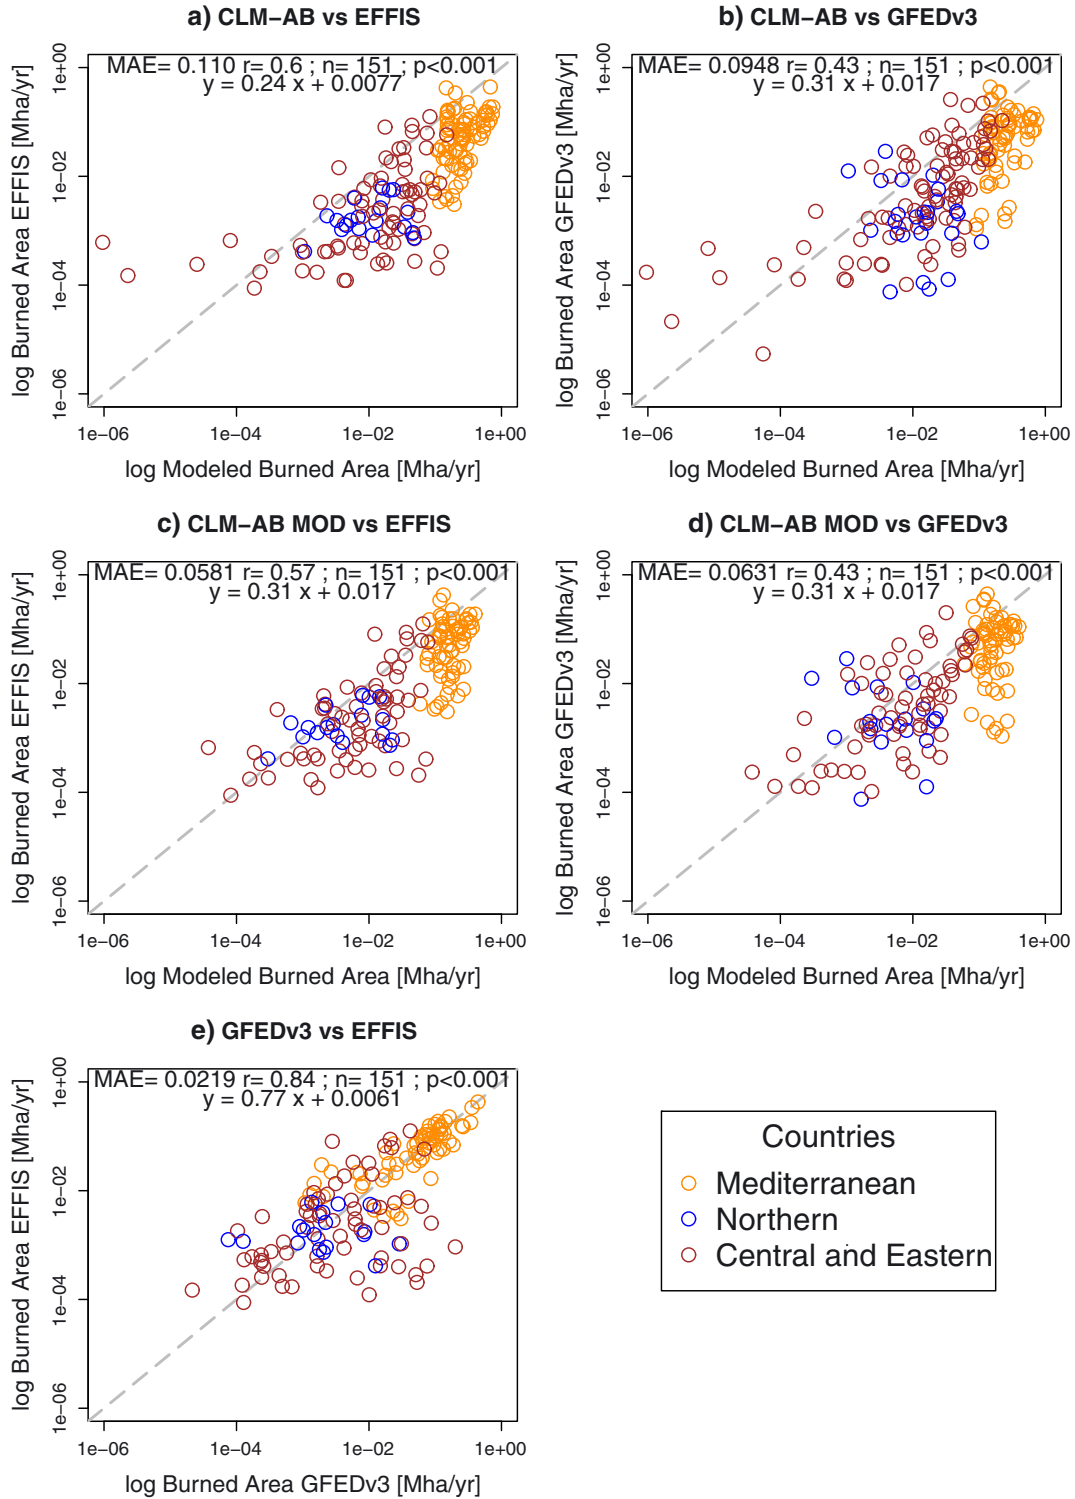 a) CLM−AB vs EFFIS
MAE= 0.110 r= 0.6 ; n= 151 ; p<0.001
y = 0.24 x + 0.0077
log Burned Area EFFIS [Mha/yr]
1e+00
1e−02
1e−04
1e−06
1e−06 1e−04 1e−02 1e+00
log Modeled Burned Area [Mha/yr]
b) CLM−AB vs GFEDv3
MAE= 0.0948 r= 0.43 ; n= 151 ; p<0.001
y = 0.31 x + 0.017
log Burned Area GFEDv3 [Mha/yr]
1e+00
1e−02
1e−04
1e−06
1e−06 1e−04 1e−02 1e+00
log Modeled Burned Area [Mha/yr]
c) CLM−AB MOD vs EFFIS
MAE= 0.0581 r= 0.57 ; n= 151 ; p<0.001
y = 0.31 x + 0.017
log Burned Area EFFIS [Mha/yr]
1e+00
1e−02
1e−04
1e−06
1e−06 1e−04 1e−02 1e+00
log Modeled Burned Area [Mha/yr]
d) CLM−AB MOD vs GFEDv3
MAE= 0.0631 r= 0.43 ; n= 151 ; p<0.001
y = 0.31 x + 0.017
log Burned Area GFEDv3 [Mha/yr]
1e+00
1e−02
1e−04
1e−06
1e−06 1e−04 1e−02 1e+00
log Modeled Burned Area [Mha/yr]
e) GFEDv3 vs EFFIS
MAE= 0.0219 r= 0.84 ; n= 151 ; p<0.001
y = 0.77 x + 0.0061
log Burned Area EFFIS [Mha/yr]
1e+00
1e−02
1e−04
1e−06
1e−06 1e−04 1e−02 1e+00
log Burned Area GFEDv3 [Mha/yr]
Countries
Mediterranean
Northern
Central and Eastern